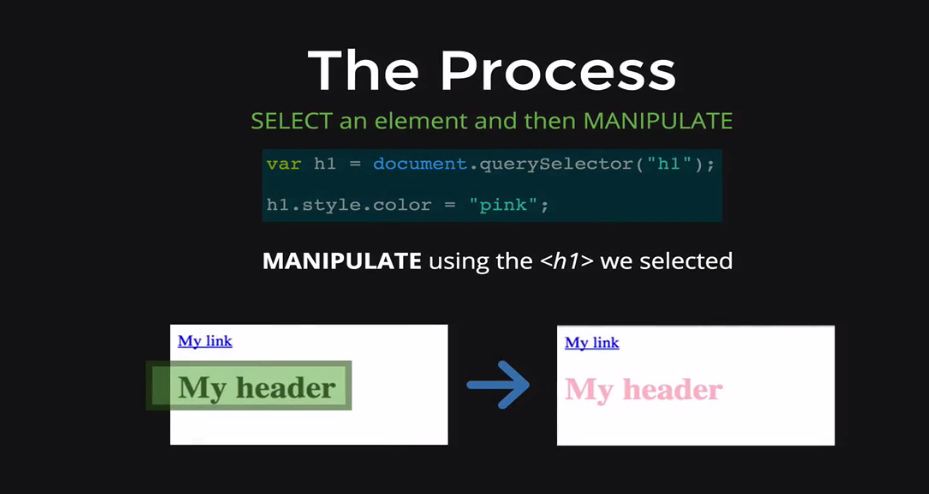 The Process
SELECT an element and then MANIPULATE
var h1 = document.querySelector("h1");
h1.style.color = "pink";
MANIPULATE using the <h1> we selected
My link
My header
My link
My header